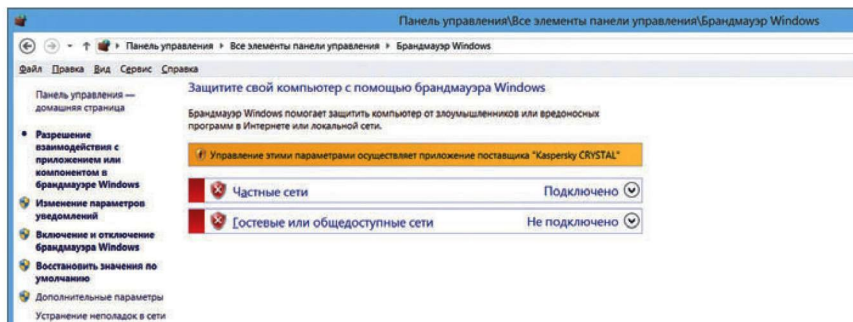 Панель управления\Все элементы панели управления\Брандмауэр Windows
Панель управления ▸ Все элементы панели управления ▸ Брандмауэр Windows
Файл Правка Вид Сервис Справка
Панель управления —
домашняя страница
Разрешение
взаимодействия с
приложением или
компонентом в
брандмауэре Windows
Изменение параметров
уведомлений
Включение и отключение
брандмауэра Windows
Восстановить значения по
умолчанию
Дополнительные параметры
Устранение неполадок в сети
Защитите свой компьютер с помощью брандмауэра Windows
Брандмауэр Windows помогает защитить компьютер от злоумышленников или вредоносных
программ в Интернете или локальной сети.
Управление этими параметрами осуществляет приложение поставщика "Kaspersky CRYSTAL"
Частные сети Подключено
Гостевые или общедоступные сети Не подключено